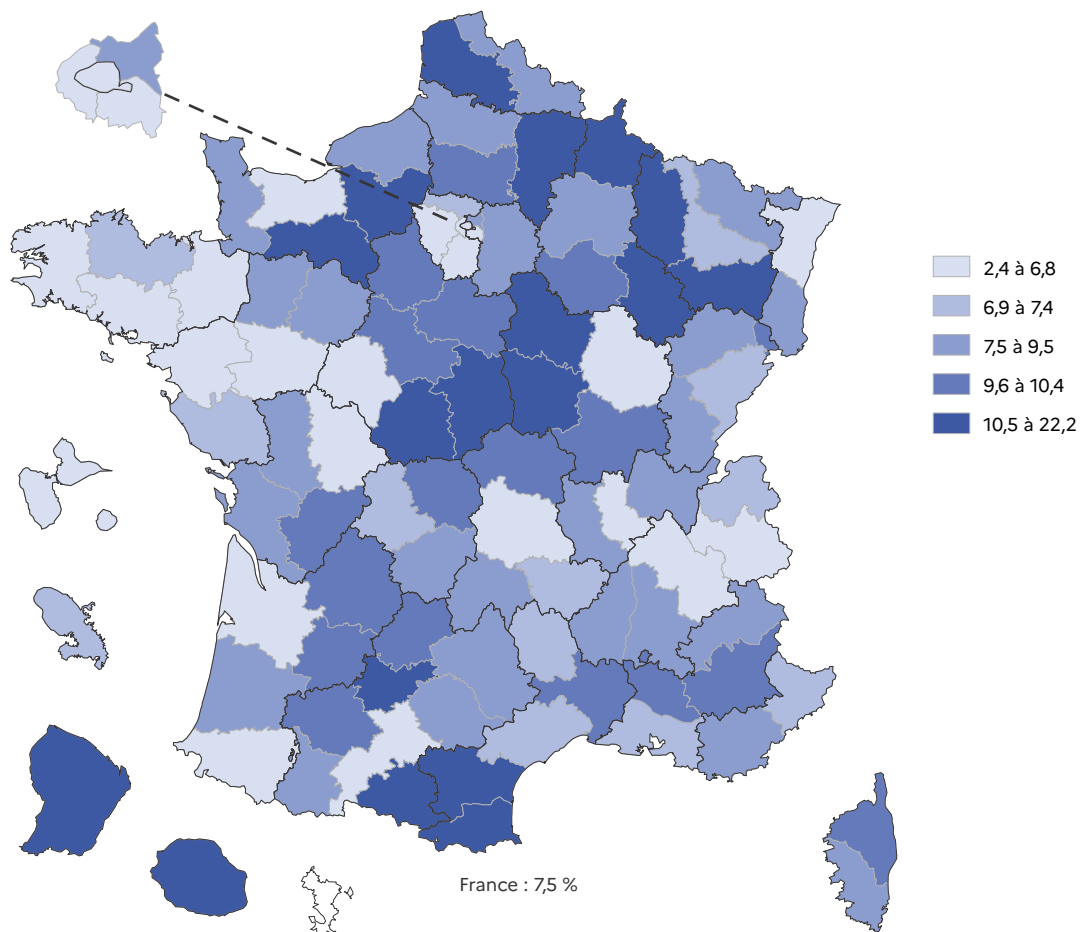 2,4 à 6,8
6,9 à 7,4
7,5 à 9,5
9,6 à 10,4
10,5 à 22,2
France : 7,5 %